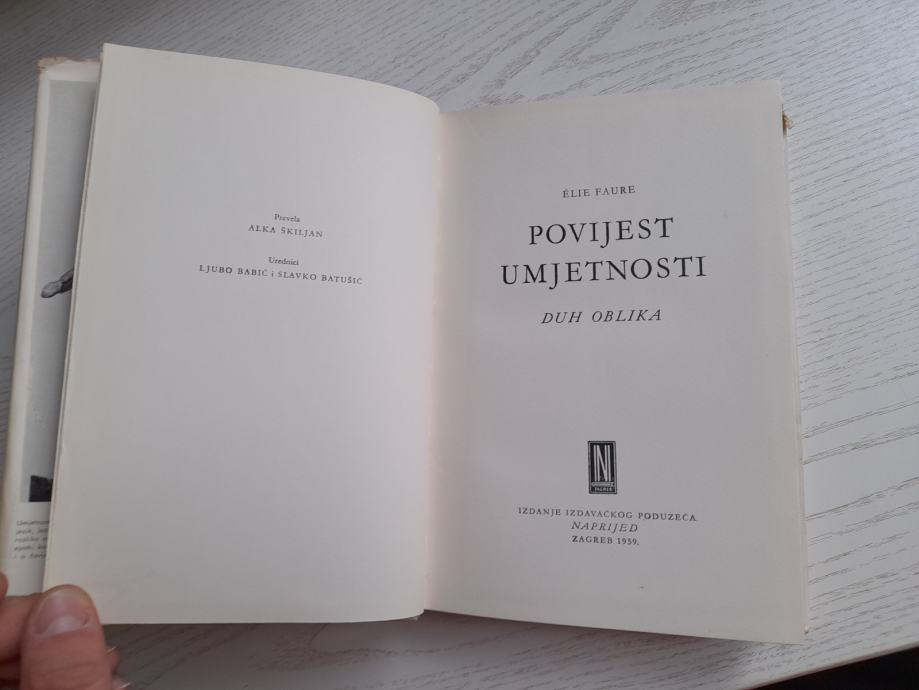 Prevela
ALKA ŠKILJAN
Urednici
LJUBO BABIĆ i SLAVKO BATUŠIĆ
ÉLIE FAURE
POVIJEST
UMJETNOSTI
DUH OBLIKA
N
ZAGREB
IZDANJE IZDAVAČKOG PODUZEĆA
NAPRIJED
ZAGREB 1959.